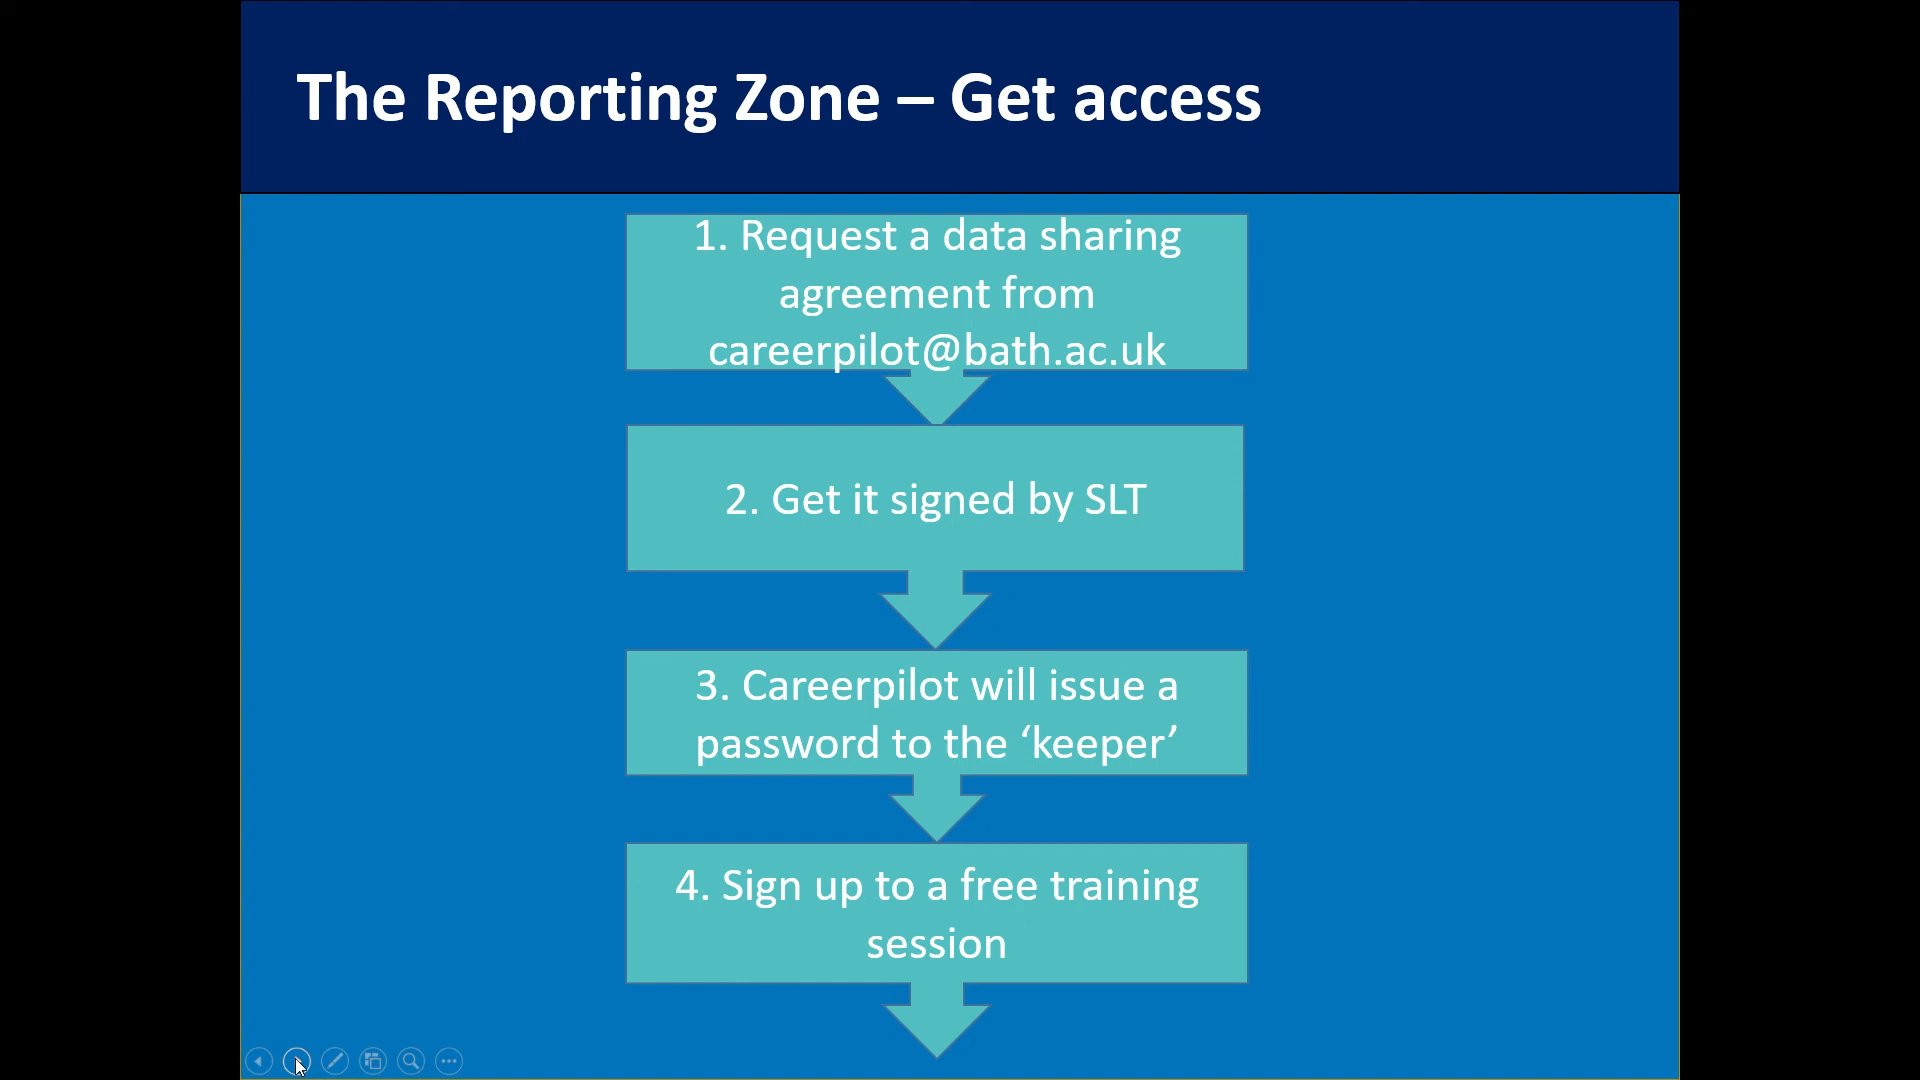 The Reporting Zone – Get access
1. Request a data sharing
agreement from
careerpilot@bath.ac.uk
2. Get it signed by SLT
3. Careerpilot will issue a
password to the ‘keeper’
4. Sign up to a free training
session